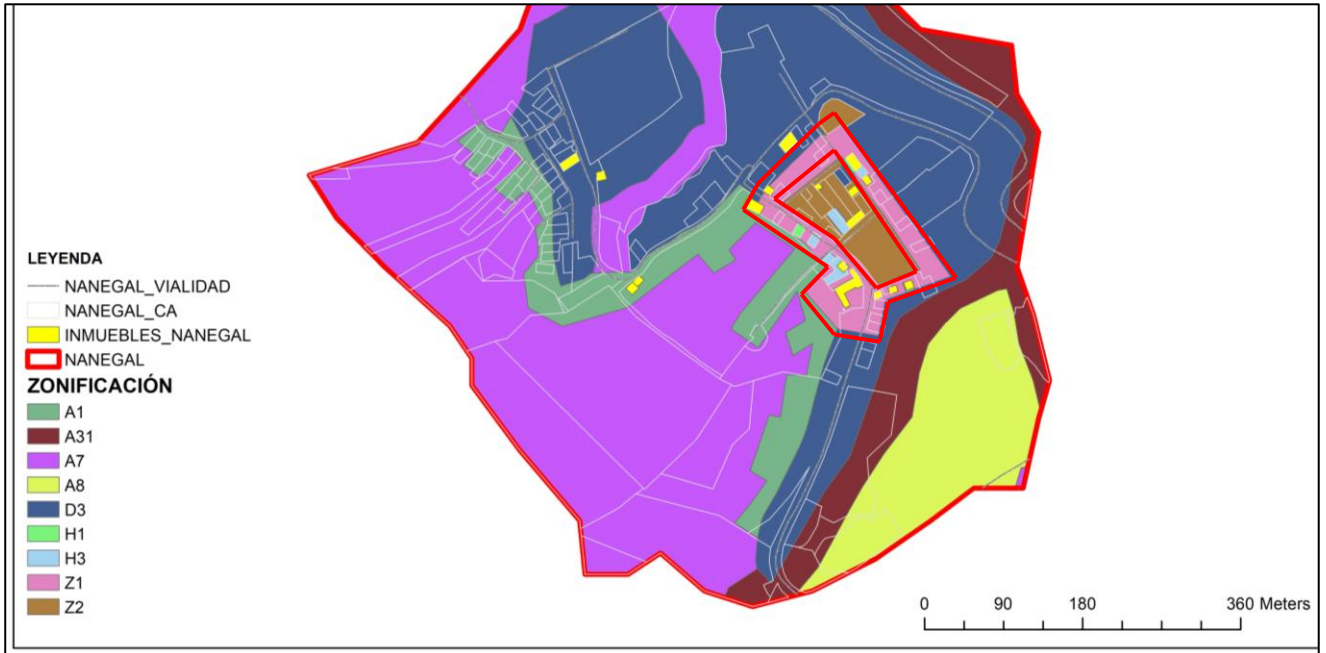 LEYENDA
NANEGAL_VIALIDAD
NANEGAL_CA
INMUEBLES_NANEGAL
NANEGAL
ZONIFICACIÓN
A1
A31
A7
A8
D3
H1
H3
Z1
Z2
0 90 180 360 Meters